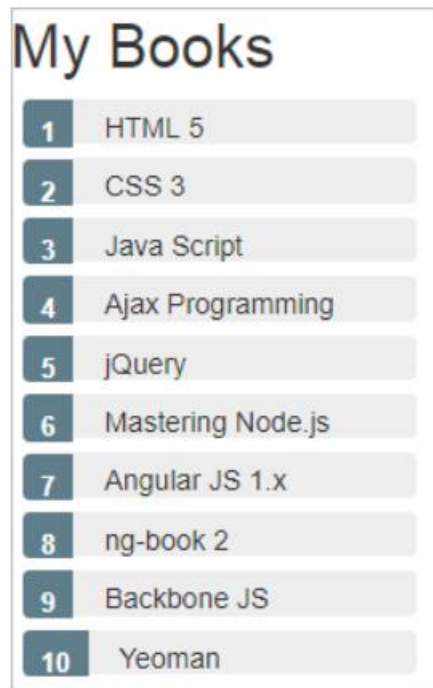 My Books
1 HTML 5
2 CSS 3
3 Java Script
4 Ajax Programming
5 jQuery
6 Mastering Node.js
7 Angular JS 1.x
8 ng-book 2
9 Backbone JS
10 Yeoman